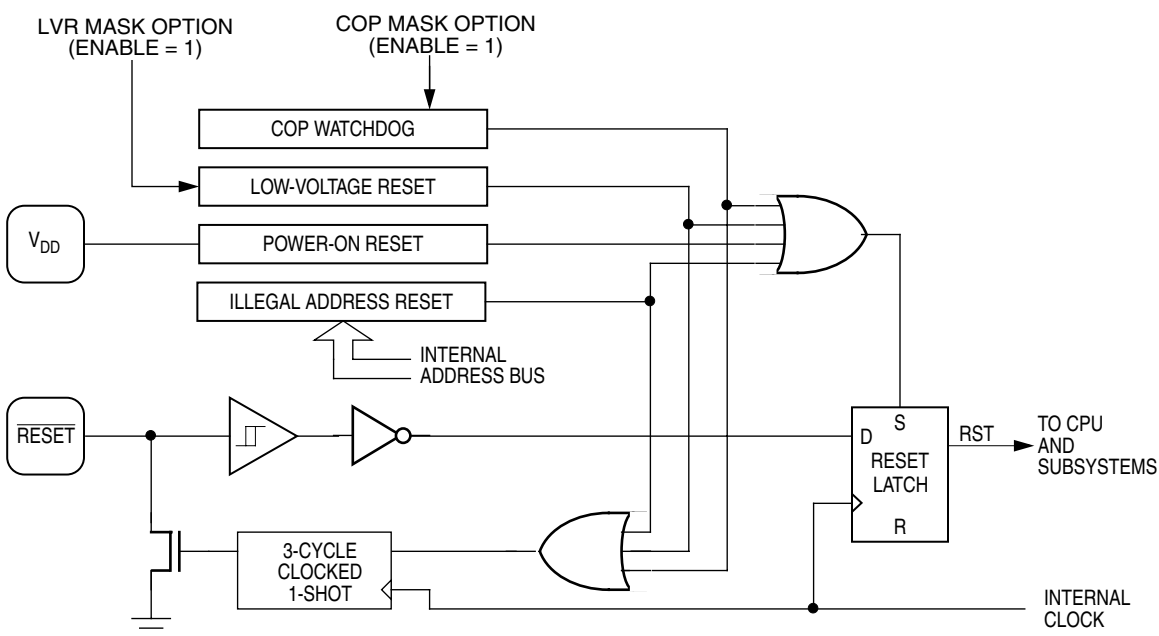 LVR MASK OPTION
(ENABLE = 1)
COP MASK OPTION
(ENABLE = 1)
COP WATCHDOG
LOW-VOLTAGE RESET
VDD
POWER-ON RESET
ILLEGAL ADDRESS RESET
INTERNAL
ADDRESS BUS
RESET
D
S
RESET
LATCH
R
RST
TO CPU
AND
SUBSYSTEMS
3-CYCLE
CLOCKED
1-SHOT
INTERNAL
CLOCK